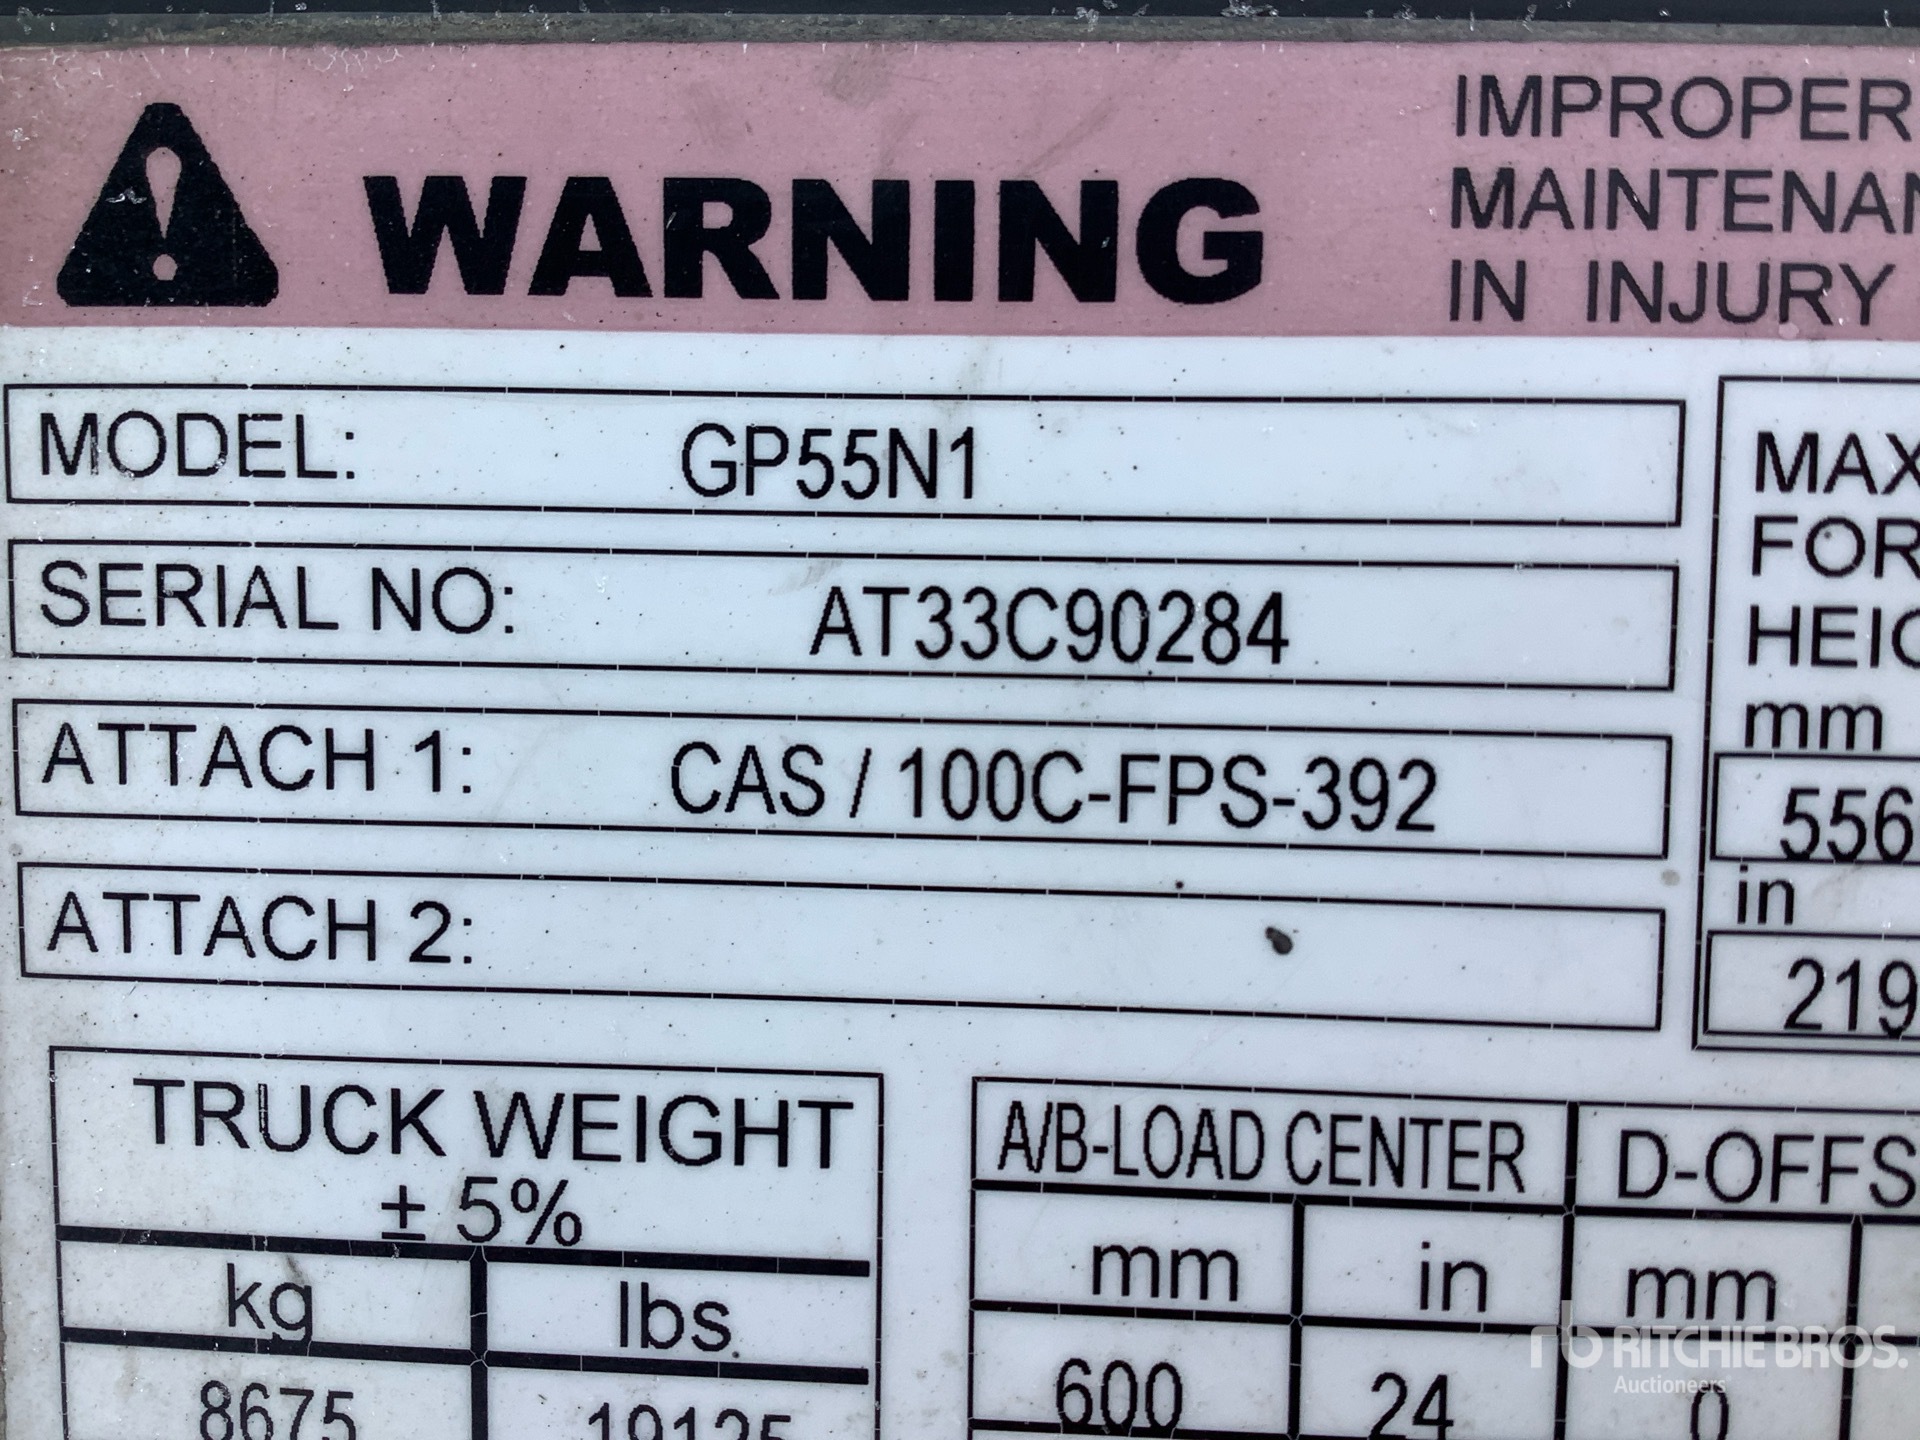 WARNING
IMPROPER
MAINTENAN
IN INJURY
MODEL: GP55N1
SERIAL NO: AT33C90284
ATTACH 1: CAS / 100C-FPS-392
ATTACH 2:
MAX
FOR
HEIG
mm
556
in
219
TRUCK WEIGHT
± 5%
kg lbs.
8675 19125
A/B-LOAD CENTER D-OFFS
mm in mm
600 24 0
rb RITCHIE BROS.
Auctioneers